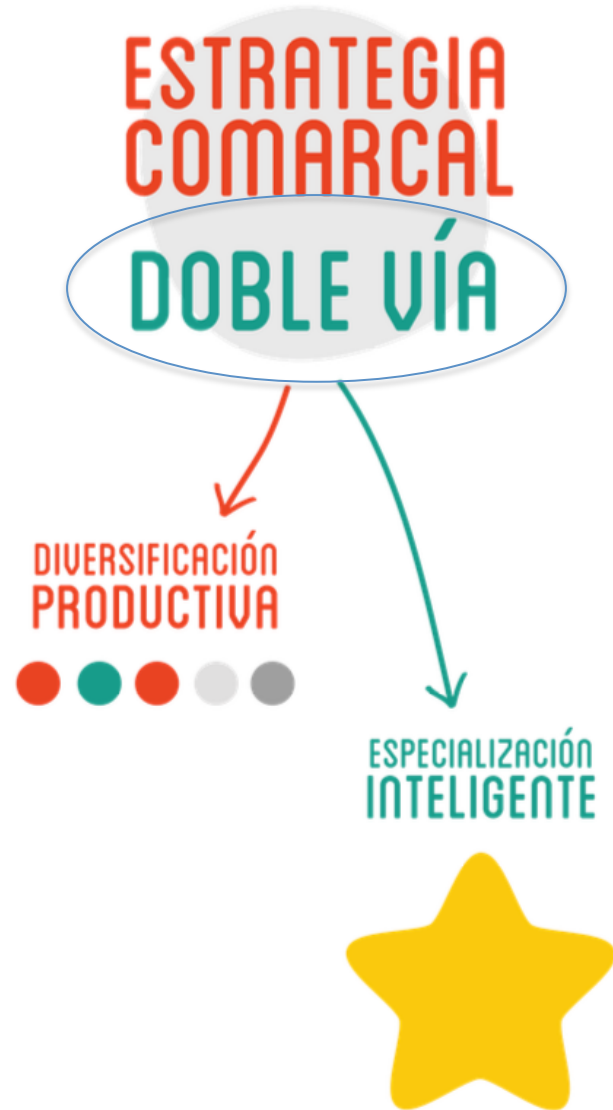 ESTRATEGIA
COMARCAL
DOBLE VÍA
DIVERSIFICACIÓN
PRODUCTIVA
ESPECIALIZACIÓN
INTELIGENTE